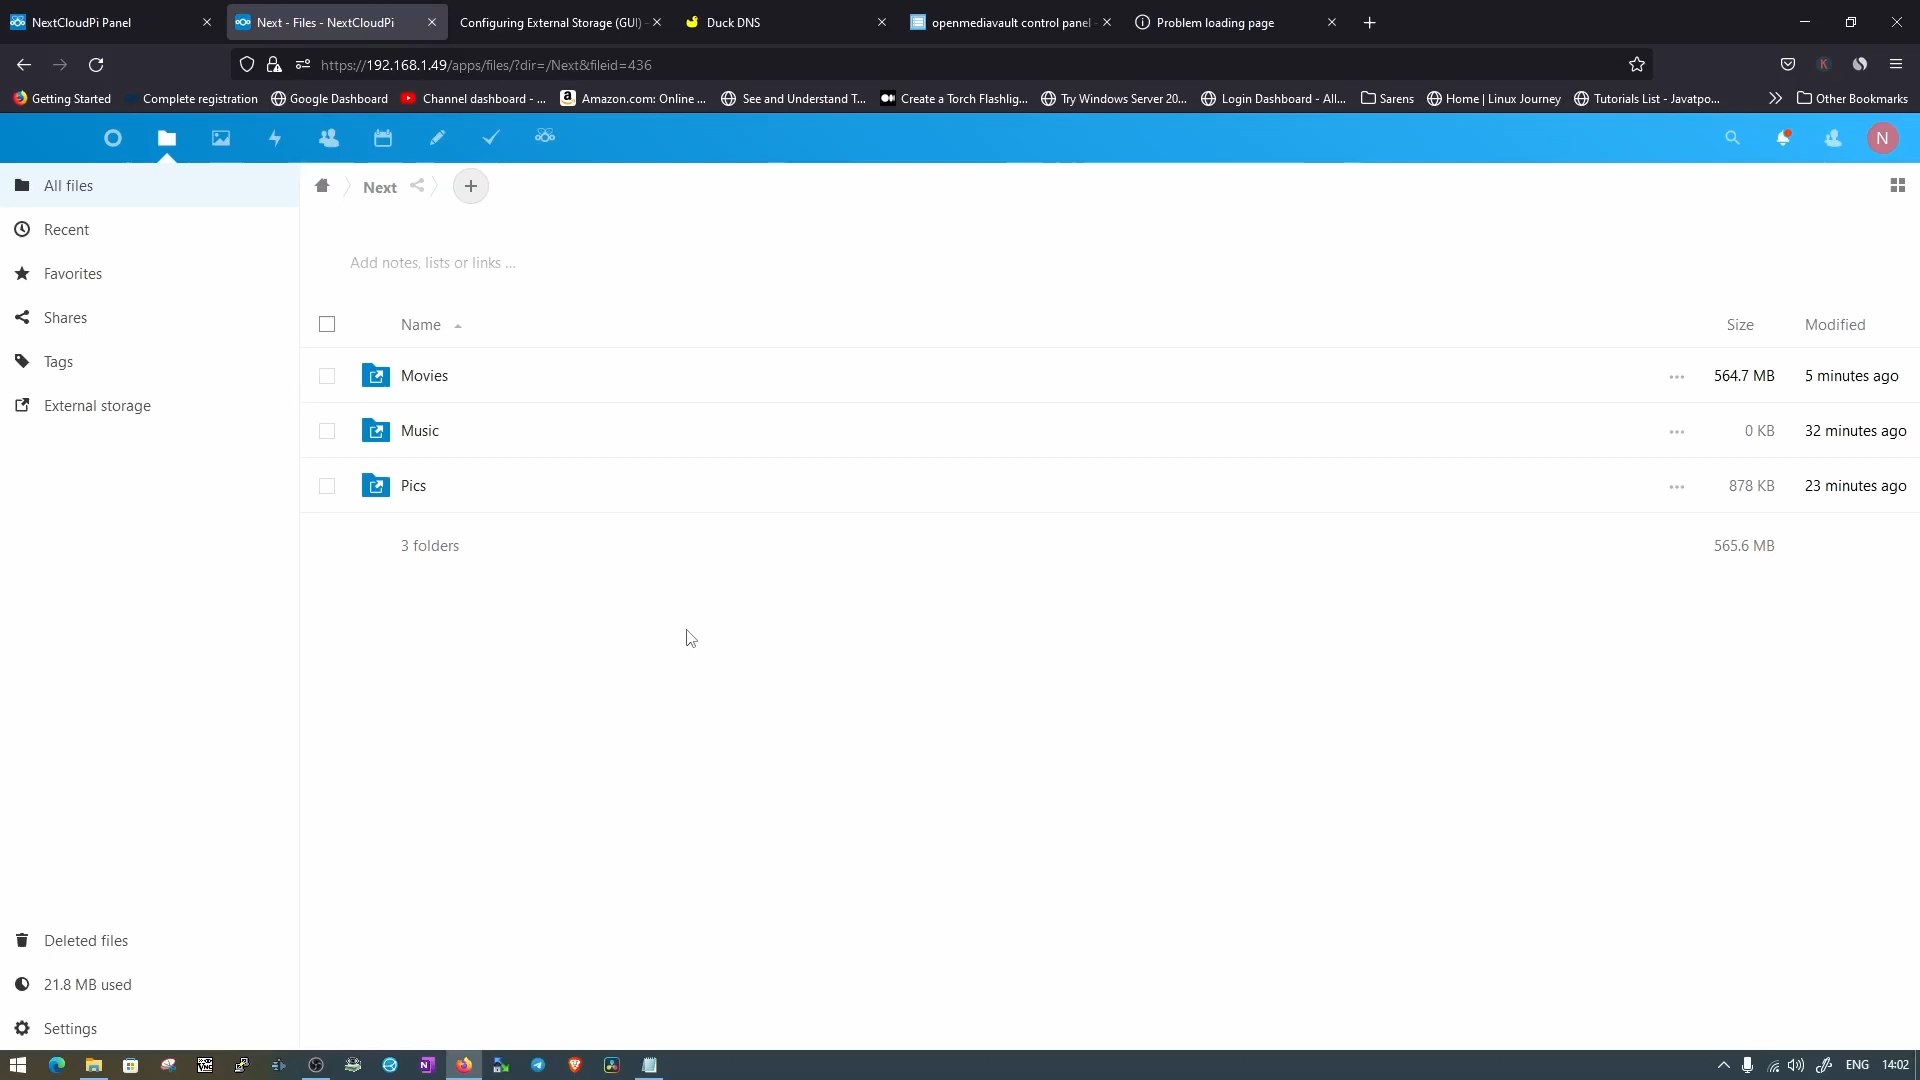 NextCloudPi Panel
Next - Files - NextCloudPi
Configuring External Storage (GUI) -
Duck DNS
openmediavault control panel -
Problem loading page
https://192.168.1.49/apps/files/?dir=/Next&fileid=436
Getting Started
Complete registration
Google Dashboard
Channel dashboard - ...
Amazon.com: Online ...
See and Understand T...
Create a Torch Flashlig...
Try Windows Server 20...
Login Dashboard - All...
Sarens
Home | Linux Journey
Tutorials List - Javatpo...
Other Bookmarks
N
All files
Recent
Favorites
Shares
Tags
External storage
Next
Add notes, lists or links ...
Name
Size
Modified
Movies
564.7 MB
5 minutes ago
Music
0 KB
32 minutes ago
Pics
878 KB
23 minutes ago
3 folders
565.6 MB
Deleted files
21.8 MB used
Settings
ENG
14:02